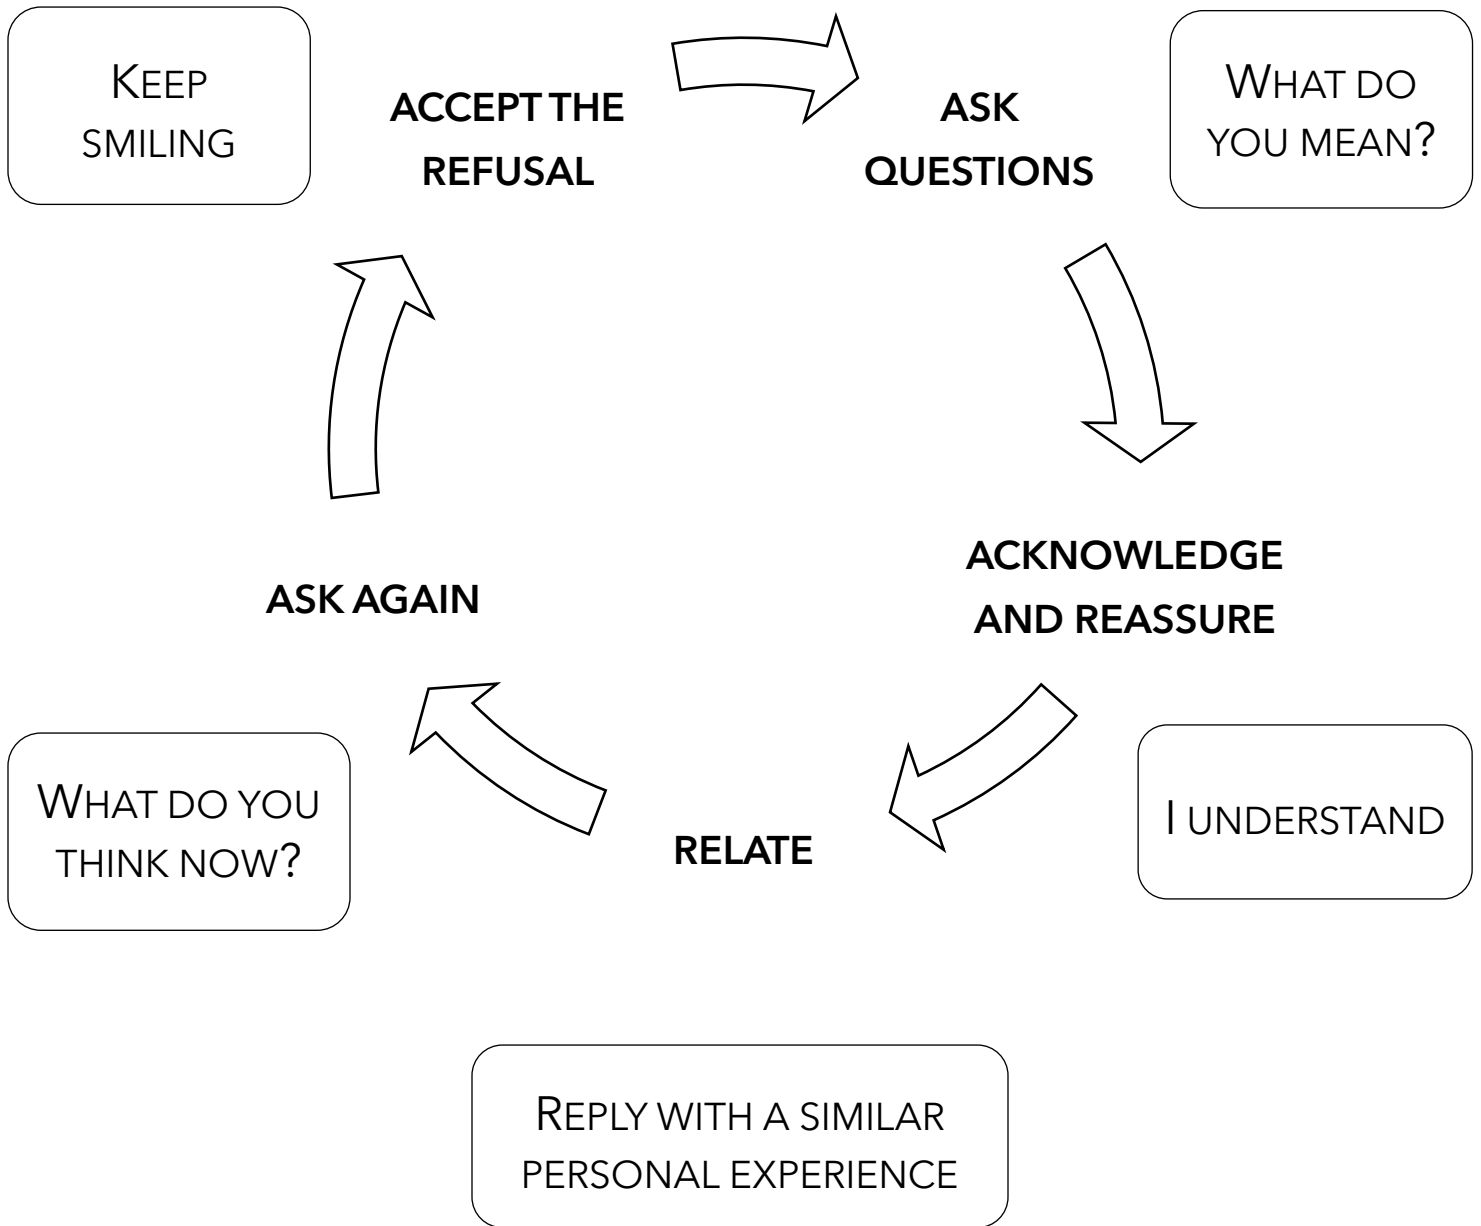 KEEP
SMILING
ACCEPT THE
REFUSAL
ASK
QUESTIONS
WHAT DO
YOU MEAN?
ACKNOWLEDGE
AND REASSURE
ASK AGAIN
I UNDERSTAND
WHAT DO YOU
THINK NOW?
RELATE
REPLY WITH A SIMILAR
PERSONAL EXPERIENCE